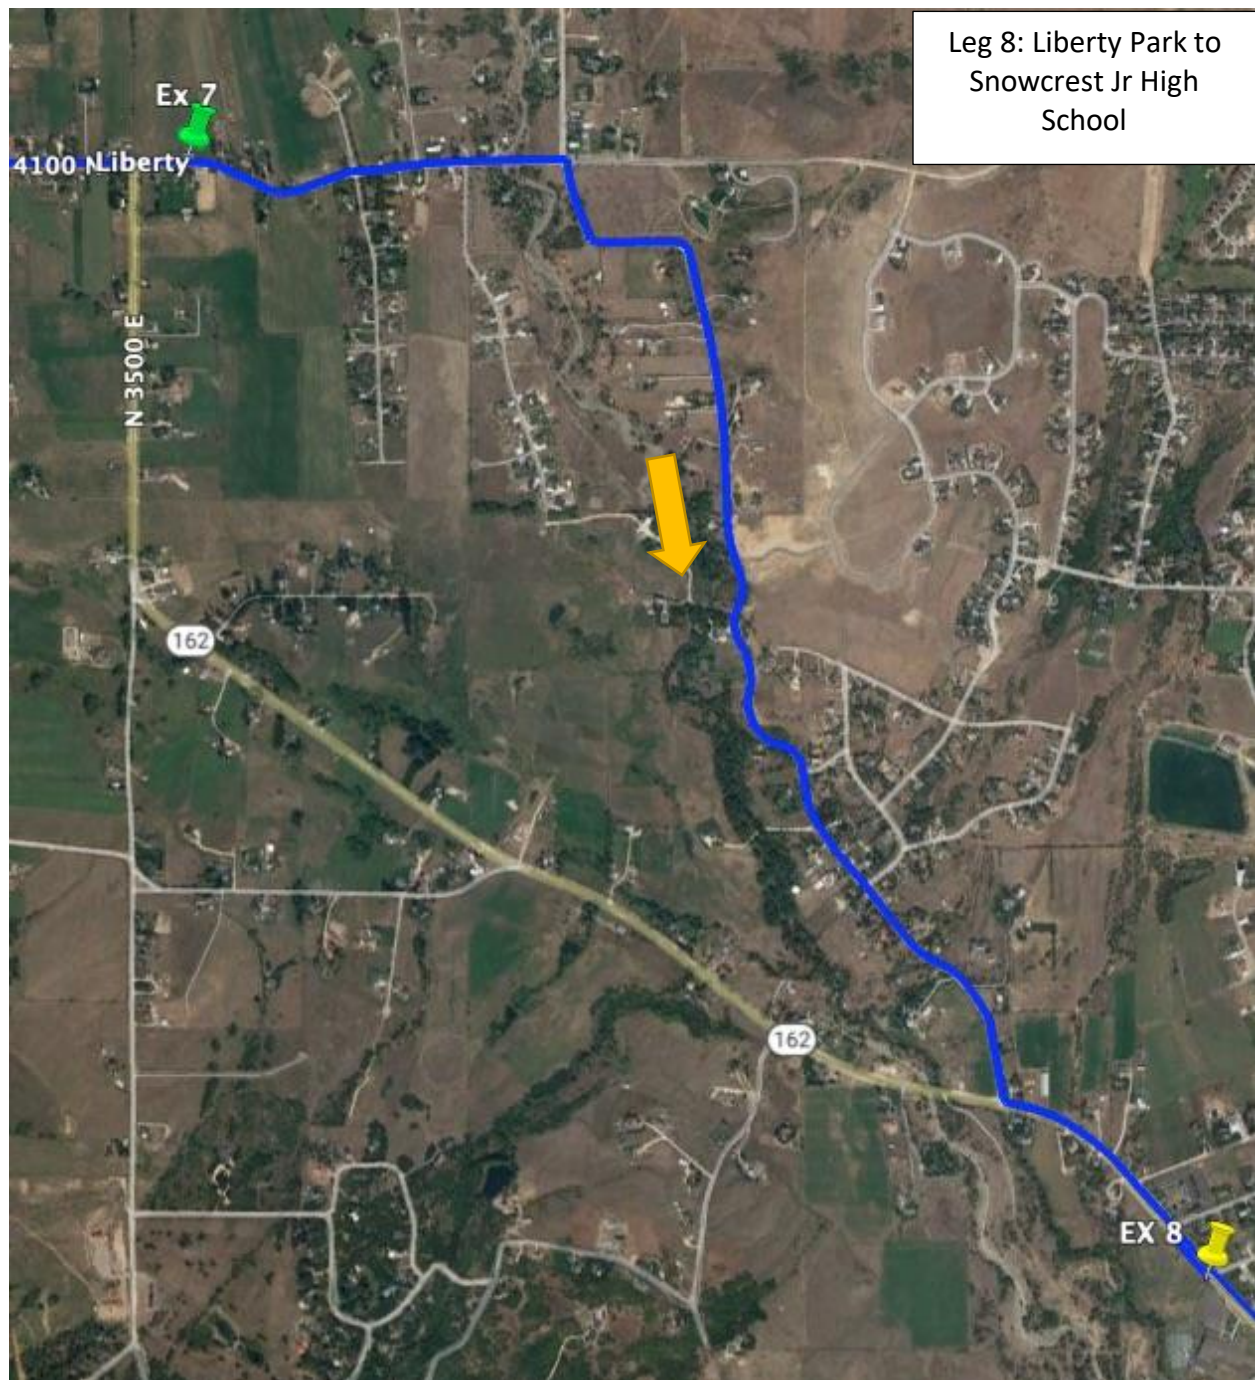 Leg 8: Liberty Park to
Snowcrest Jr High
School
Ex 7
4100 N
Liberty
N 3500 E
162
162
EX 8